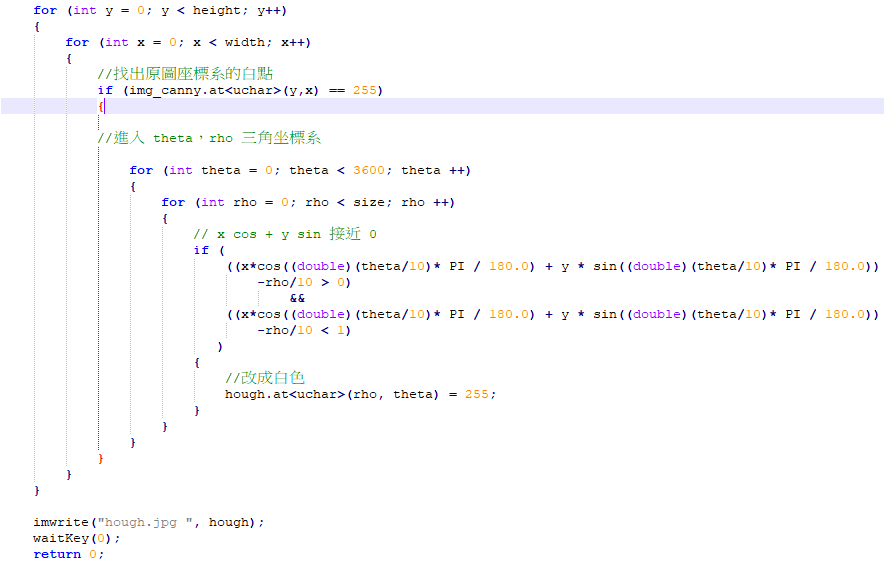 for (int y = 0; y < height; y++)
{
    for (int x = 0; x < width; x++)
    {
        //找出原圖座標系的白點
        if (img_canny.at<uchar>(y,x) == 255)
        {
        //進入 theta，rho 三角坐標系
            for (int theta = 0; theta < 3600; theta ++)
            {
                for (int rho = 0; rho < size; rho ++)
                {
                    // x cos + y sin 接近 0
                    if (
                        ((x*cos((double)(theta/10)* PI / 180.0) + y * sin((double)(theta/10)* PI / 180.0))
                            -rho/10 > 0)
                                &&
                        ((x*cos((double)(theta/10)* PI / 180.0) + y * sin((double)(theta/10)* PI / 180.0))
                            -rho/10 < 1)
                       )
                    {
                        //改成白色
                        hough.at<uchar>(rho, theta) = 255;
                    }
                }
            }
        }
    }
}
imwrite("hough.jpg ", hough);
waitKey(0);
return 0;